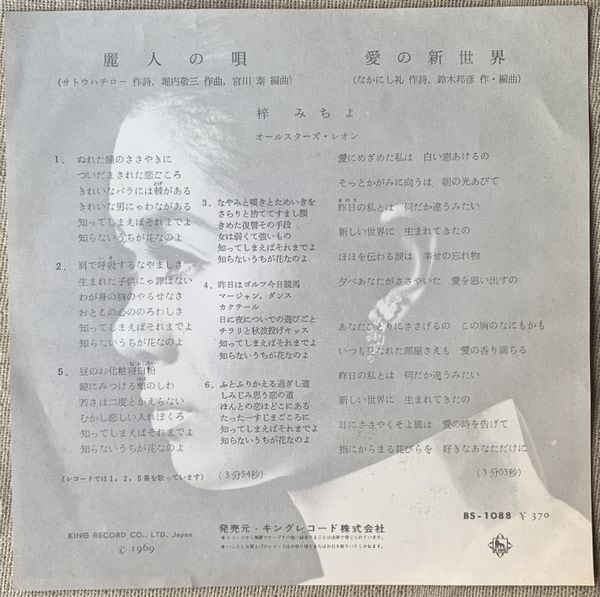 麗人の唄
(サトウハチロー 作詩, 堀内敬三 作曲, 宮川 泰 編曲)
愛の新世界
(なかにし礼 作詩, 鈴木邦彦 作・編曲)
梓 みちよ
オールスターズ・レオン
1. ぬれた瞳のささやきに
ついだまされた恋ごころ
きれいなバラには棘がある
きれいな男にゃわながある
知ってしまえばそれまでよ
知らないうちが花なのよ
2. 肩で呼吸するなやましさ
生まれた子供にゃ罪はない
わが身の胸のやるせなさ
おとこの心ののろわしさ
知ってしまえばそれまでよ
知らないうちが花なのよ
5. 昼のお化粧寝白粉
鏡にみつける頬のしわ
若さは二度とかえらない
むかし恋しい入れぼくろ
知ってしまえばそれまでよ
知らないうちが花なのよ
(レコードでは1, 2, 5番を歌っています)
3. なやみと嘆きとためいきを
さらりと捨ててすまし顔
きめた復讐その手段
女は弱くて強いもの
知ってしまえばそれまでよ
知らないうちが花なのよ
4. 昨日はゴルフ今日競馬
マージャン, ダンス
カクテール
日に夜についでの遊びごと
チラリと秋波投げキッス
知ってしまえばそれまでよ
知らないうちが花なのよ
6. ふとふりかえる過ぎし道
しみじみ思う恋の道
ほんとの恋はどこにある
たった一すじまごころに
知ってしまえばそれまでよ
知らないうちが花なのよ
(3分54秒)
愛にめざめた私は 白い窓あけるの
そっとかがみに向うは 朝の光あびて
昨日の私とは 何だか違うみたい
新しい世界に 生まれてきたの
ほほを伝わる涙は 幸せの忘れ物
夕べあなたがささやいた 愛を思い出すの
あなたひとりにささげるの この胸のなにもかも
いつも見なれた部屋さえも 愛の香り満ちる
昨日の私とは 何だか違うみたい
新しい世界に 生まれてきたの
耳にささやくそよ風は 愛の時を告げて
指にからまる花びらを 好きなあなただけに
(3分03秒)
BS-1088 ¥370
KING RECORD CO., LTD. Japan
© 1969
発売元・キングレコード株式会社